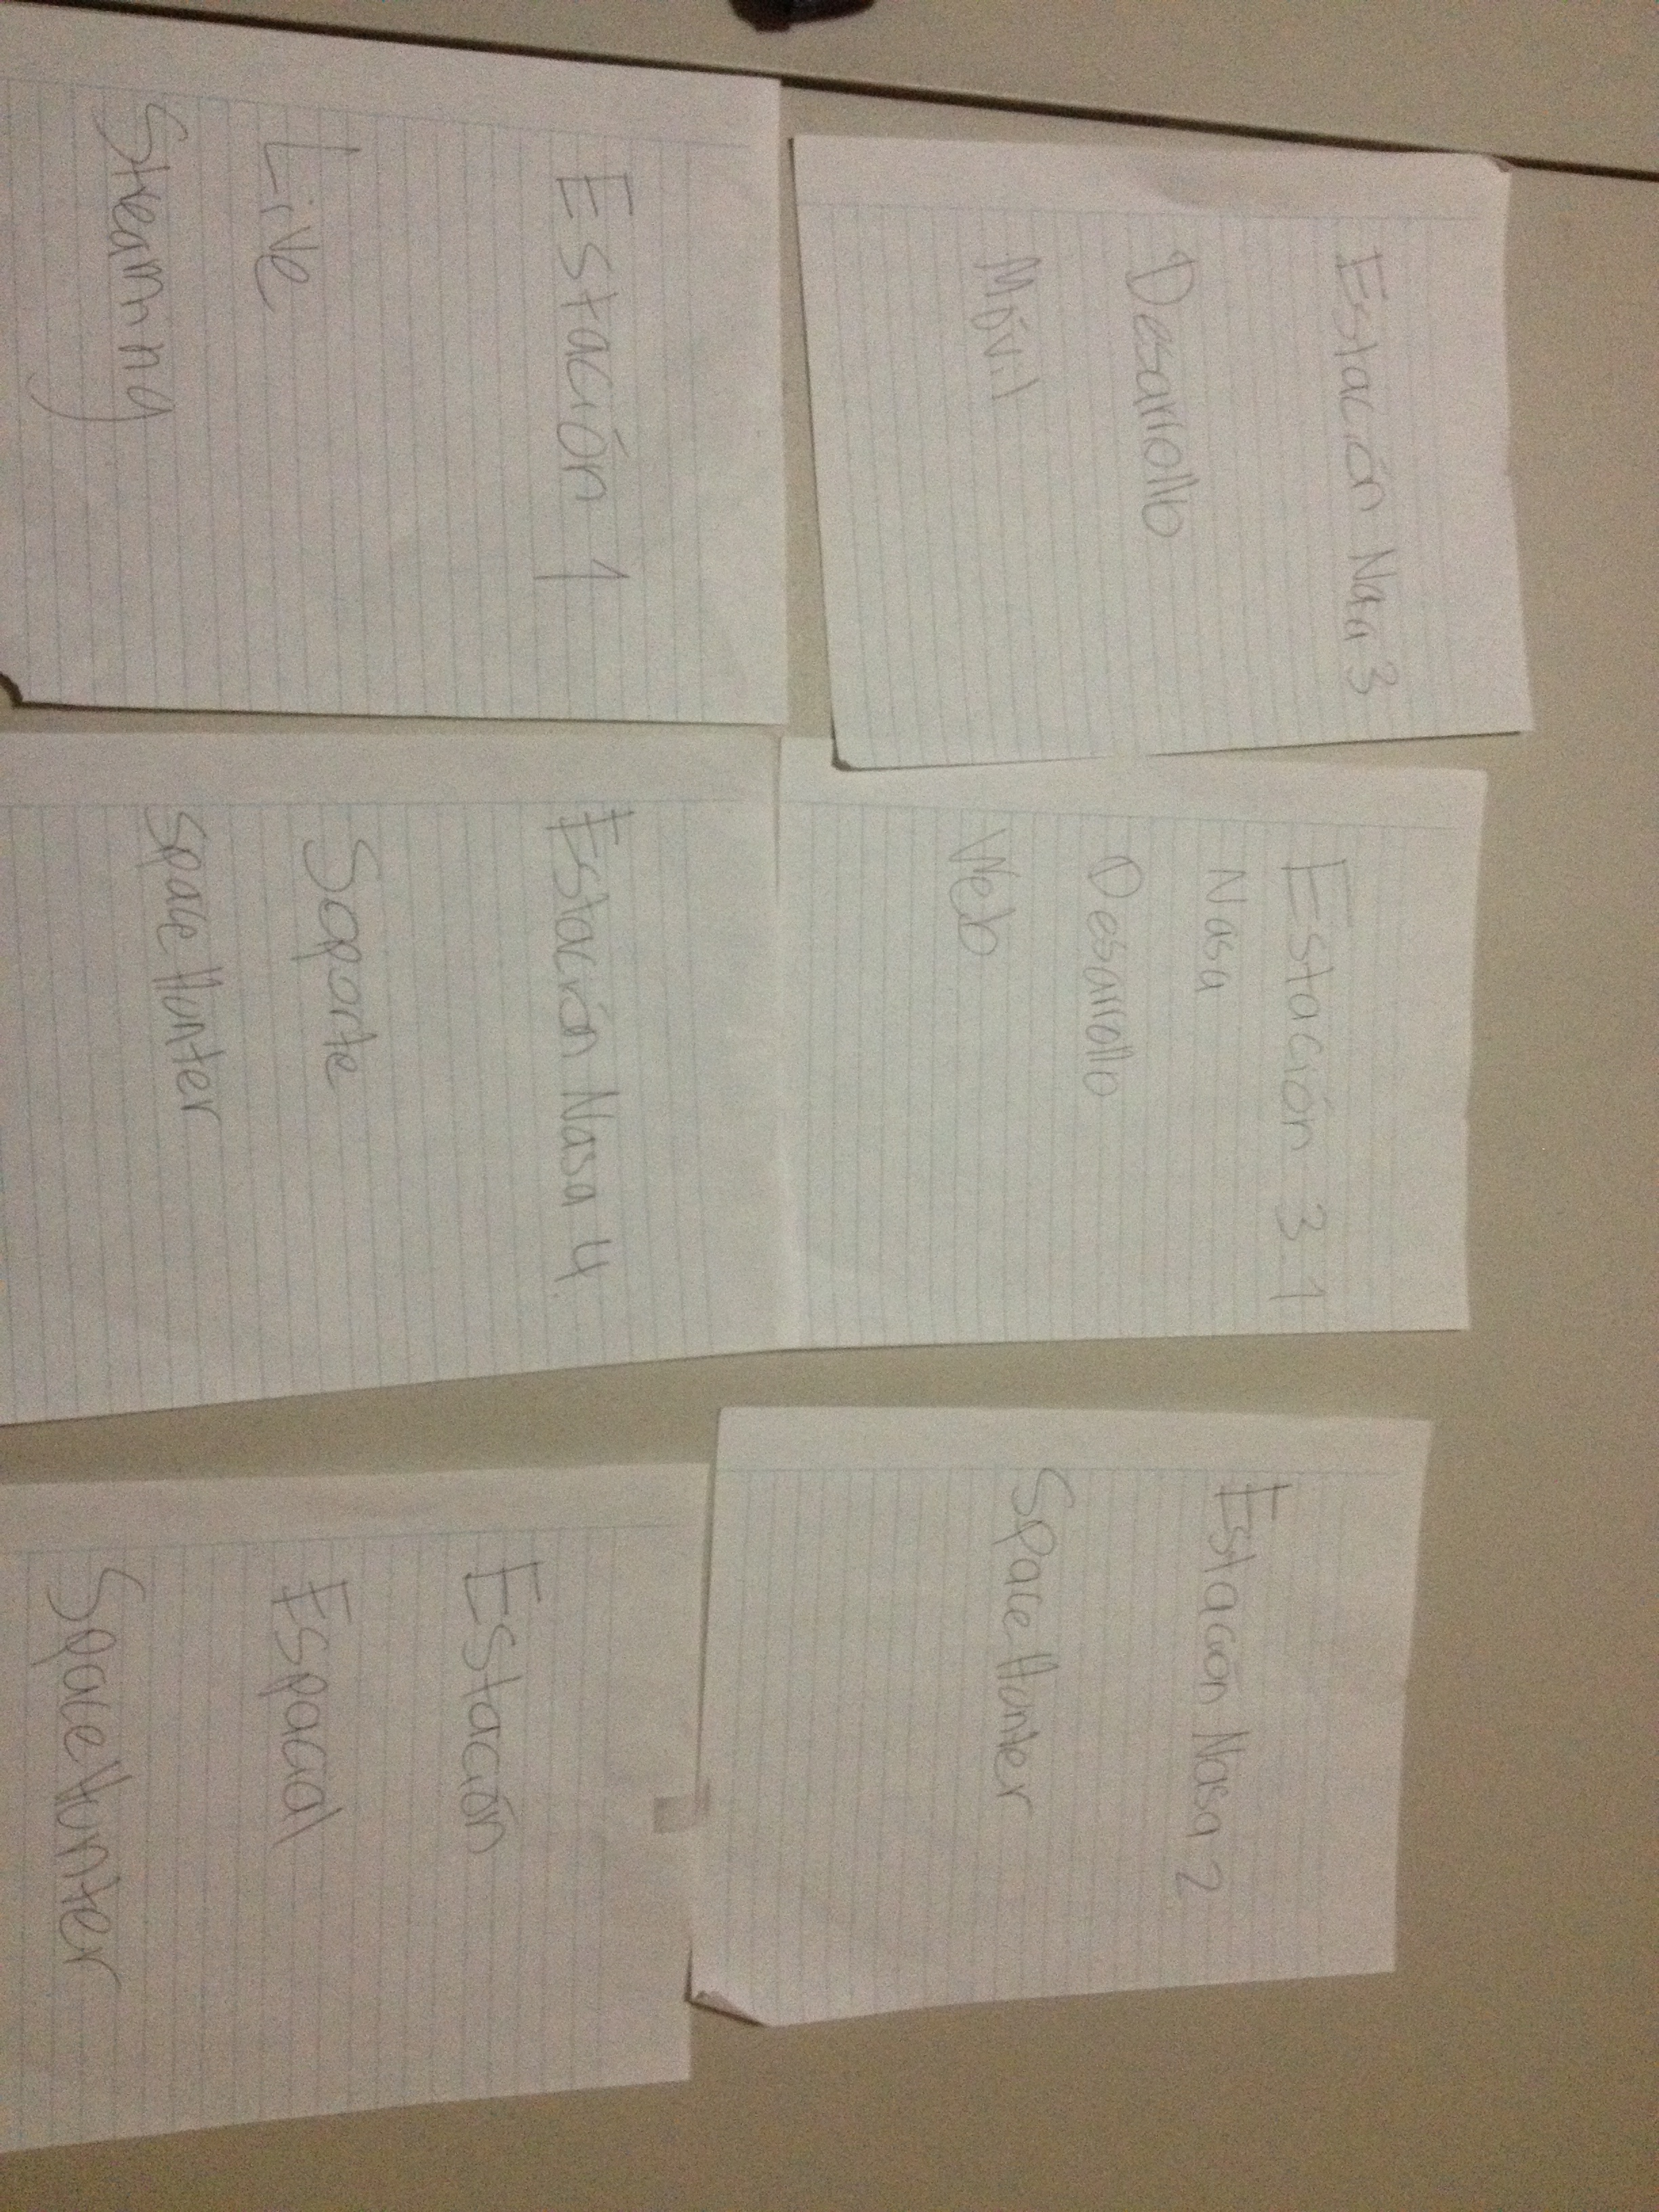 Estación Nasa 3
Desarrollo
Móvil
Estación 3.1
Nasa
Desarrollo
Web
Estación Nasa 2
Space Hunter
Estación 1
Live
Streaming
Estación Nasa 4
Soporte
Space Hunter
Estación
Espacial
Space Hunter